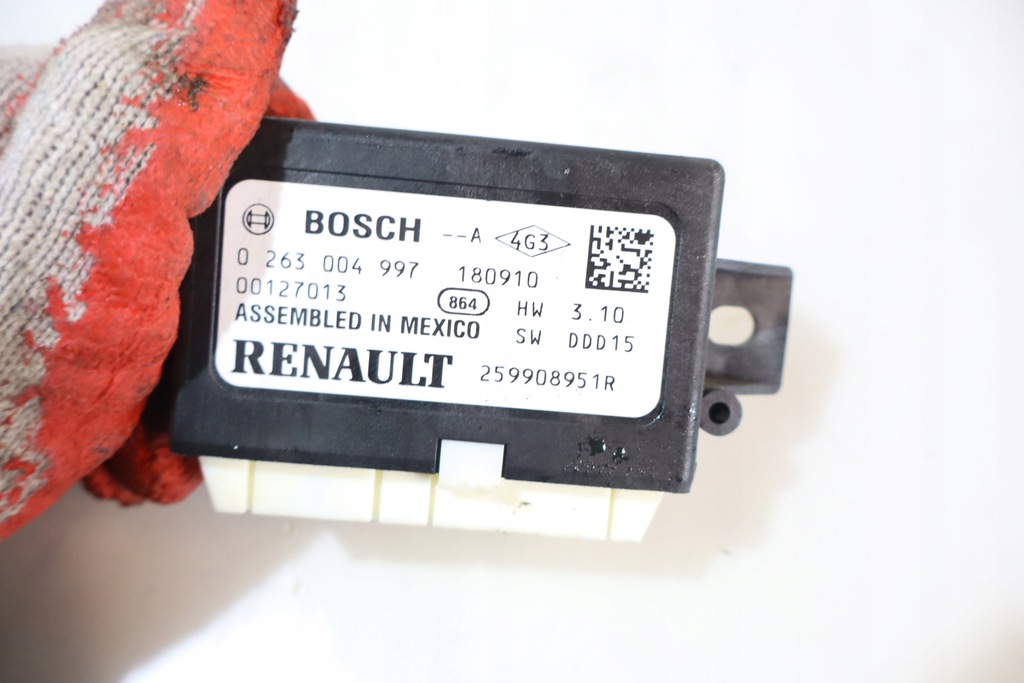 BOSCH --A 4G3
0 263 004 997 180910
00127013 864 HW 3.10
ASSEMBLED IN MEXICO SW DDD15
RENAULT 259908951R